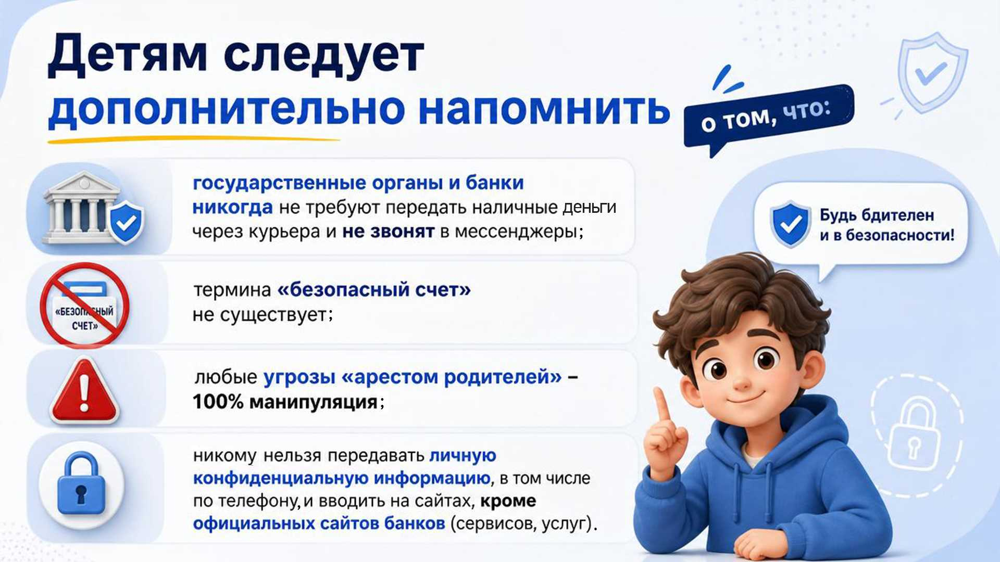 Детям следует
дополнительно напомнить
о том, что:
государственные органы и банки
никогда не требуют передать наличные деньги
через курьера и не звонят в мессенджеры;
Будь бдителен
и в безопасности!
«БЕЗОПАСНЫЙ
СЧЕТ»
термина «безопасный счет»
не существует;
любые угрозы «арестом родителей» –
100% манипуляция;
никому нельзя передавать личную
конфиденциальную информацию, в том числе
по телефону, и вводить на сайтах, кроме
официальных сайтов банков (сервисов, услуг).